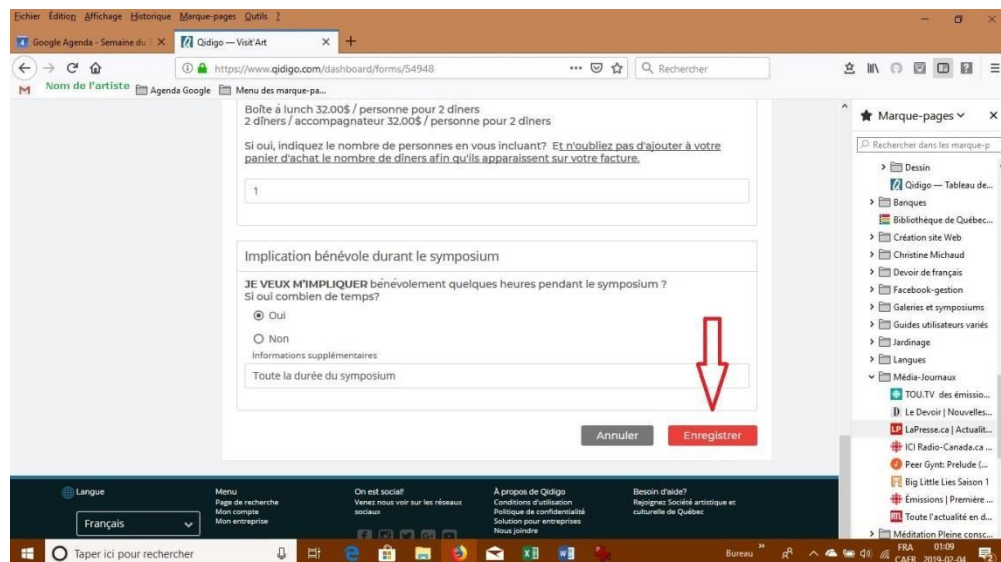 Fichier Édition Affichage Historique Marque-pages Outils ?
Google Agenda - Semaine du
Qidigo — Visit'Art
https://www.qidigo.com/dashboard/forms/54948
Rechercher
Nom de l'artiste
Agenda Google
Menu des marque-pa...
Boîte à lunch 32.00$ / personne pour 2 dîners
2 dîners / accompagnateur 32.00$ / personne pour 2 dîners
Si oui, indiquez le nombre de personnes en vous incluant? Et n'oubliez pas d'ajouter à votre
panier d'achat le nombre de dîners afin qu'ils apparaissent sur votre facture.
1
Implication bénévole durant le symposium
JE VEUX M'IMPLIQUER bénévolement quelques heures pendant le symposium ?
Si oui combien de temps?
Oui
Non
Informations supplémentaires
Toute la durée du symposium
Annuler
Enregistrer
Marque-pages
Rechercher dans les marque-p
Dessin
Qidigo — Tableau de...
Banques
Bibliothèque de Québec...
Création site Web
Christine Michaud
Devoir de français
Facebook-gestion
Galeries et symposiums
Guides utilisateurs variés
Jardinage
Langues
Média-Journaux
TOU.TV des émissio...
Le Devoir | Nouvelles...
LaPresse.ca | Actualit...
ICI Radio-Canada.ca ...
Peer Gynt: Prelude (...
Big Little Lies Saison 1
Émissions | Première ...
Toute l'actualité en d...
Méditation Pleine consc...
Langue
Français
Menu
Page de recherche
Mon compte
Mon entreprise
On est social!
Venez nous voir sur les réseaux
sociaux
À propos de Qidigo
Conditions d'utilisation
Politique de confidentialité
Solution pour entreprises
Nous joindre
Besoin d'aide?
Rejoignez Société artistique et
culturelle de Québec
Taper ici pour rechercher
Bureau
FRA
CAFR
01:09
2019-02-04